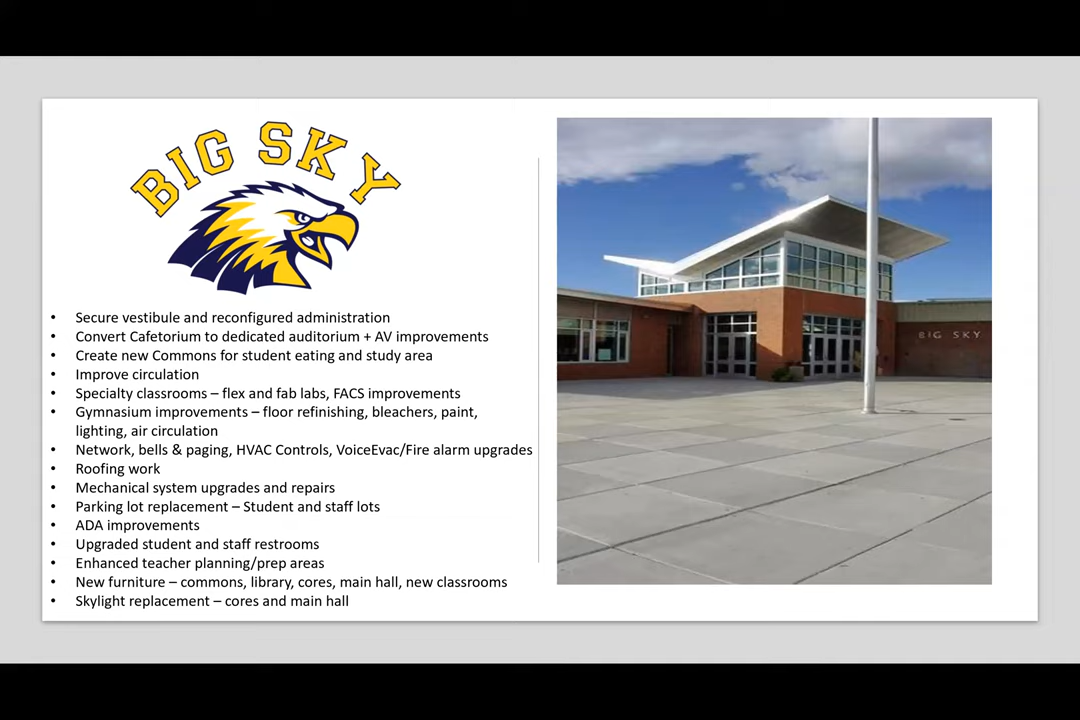 BIG SKY
• Secure vestibule and reconfigured administration
• Convert Cafetorium to dedicated auditorium + AV improvements
• Create new Commons for student eating and study area
• Improve circulation
• Specialty classrooms – flex and fab labs, FACS improvements
• Gymnasium improvements – floor refinishing, bleachers, paint,
lighting, air circulation
• Network, bells & paging, HVAC Controls, VoiceEvac/Fire alarm upgrades
• Roofing work
• Mechanical system upgrades and repairs
• Parking lot replacement – Student and staff lots
• ADA improvements
• Upgraded student and staff restrooms
• Enhanced teacher planning/prep areas
• New furniture – commons, library, cores, main hall, new classrooms
• Skylight replacement – cores and main hall
BIG SKY